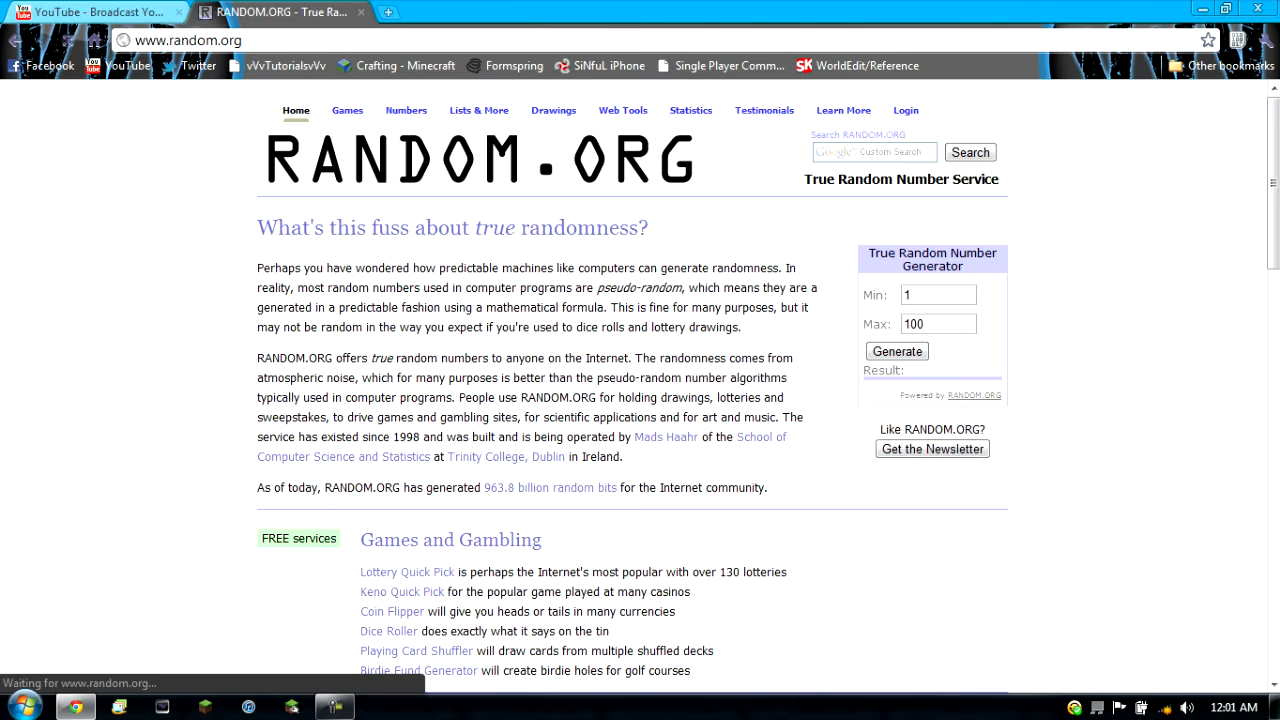 YouTube - Broadcast Yo...
RANDOM.ORG - True Ra...
www.random.org
Facebook YouTube Twitter vVvTutorialsvVv Crafting - Minecraft Formspring SiNfuL iPhone Single Player Comm... WorldEdit/Reference Other bookmarks
Home Games Numbers Lists & More Drawings Web Tools Statistics Testimonials Learn More Login
RANDOM.ORG
Search RANDOM.ORG
Google™ Custom Search Search
True Random Number Service
What's this fuss about true randomness?
Perhaps you have wondered how predictable machines like computers can generate randomness. In
reality, most random numbers used in computer programs are pseudo-random, which means they are a
generated in a predictable fashion using a mathematical formula. This is fine for many purposes, but it
may not be random in the way you expect if you're used to dice rolls and lottery drawings.
RANDOM.ORG offers true random numbers to anyone on the Internet. The randomness comes from
atmospheric noise, which for many purposes is better than the pseudo-random number algorithms
typically used in computer programs. People use RANDOM.ORG for holding drawings, lotteries and
sweepstakes, to drive games and gambling sites, for scientific applications and for art and music. The
service has existed since 1998 and was built and is being operated by Mads Haahr of the School of
Computer Science and Statistics at Trinity College, Dublin in Ireland.
As of today, RANDOM.ORG has generated 963.8 billion random bits for the Internet community.
True Random Number
Generator
Min: 1
Max: 100
Generate
Result:
Powered by RANDOM.ORG
Like RANDOM.ORG?
Get the Newsletter
FREE services
Games and Gambling
Lottery Quick Pick is perhaps the Internet's most popular with over 130 lotteries
Keno Quick Pick for the popular game played at many casinos
Coin Flipper will give you heads or tails in many currencies
Dice Roller does exactly what it says on the tin
Playing Card Shuffler will draw cards from multiple shuffled decks
Birdie Fund Generator will create birdie holes for golf courses
Waiting for www.random.org...
12:01 AM